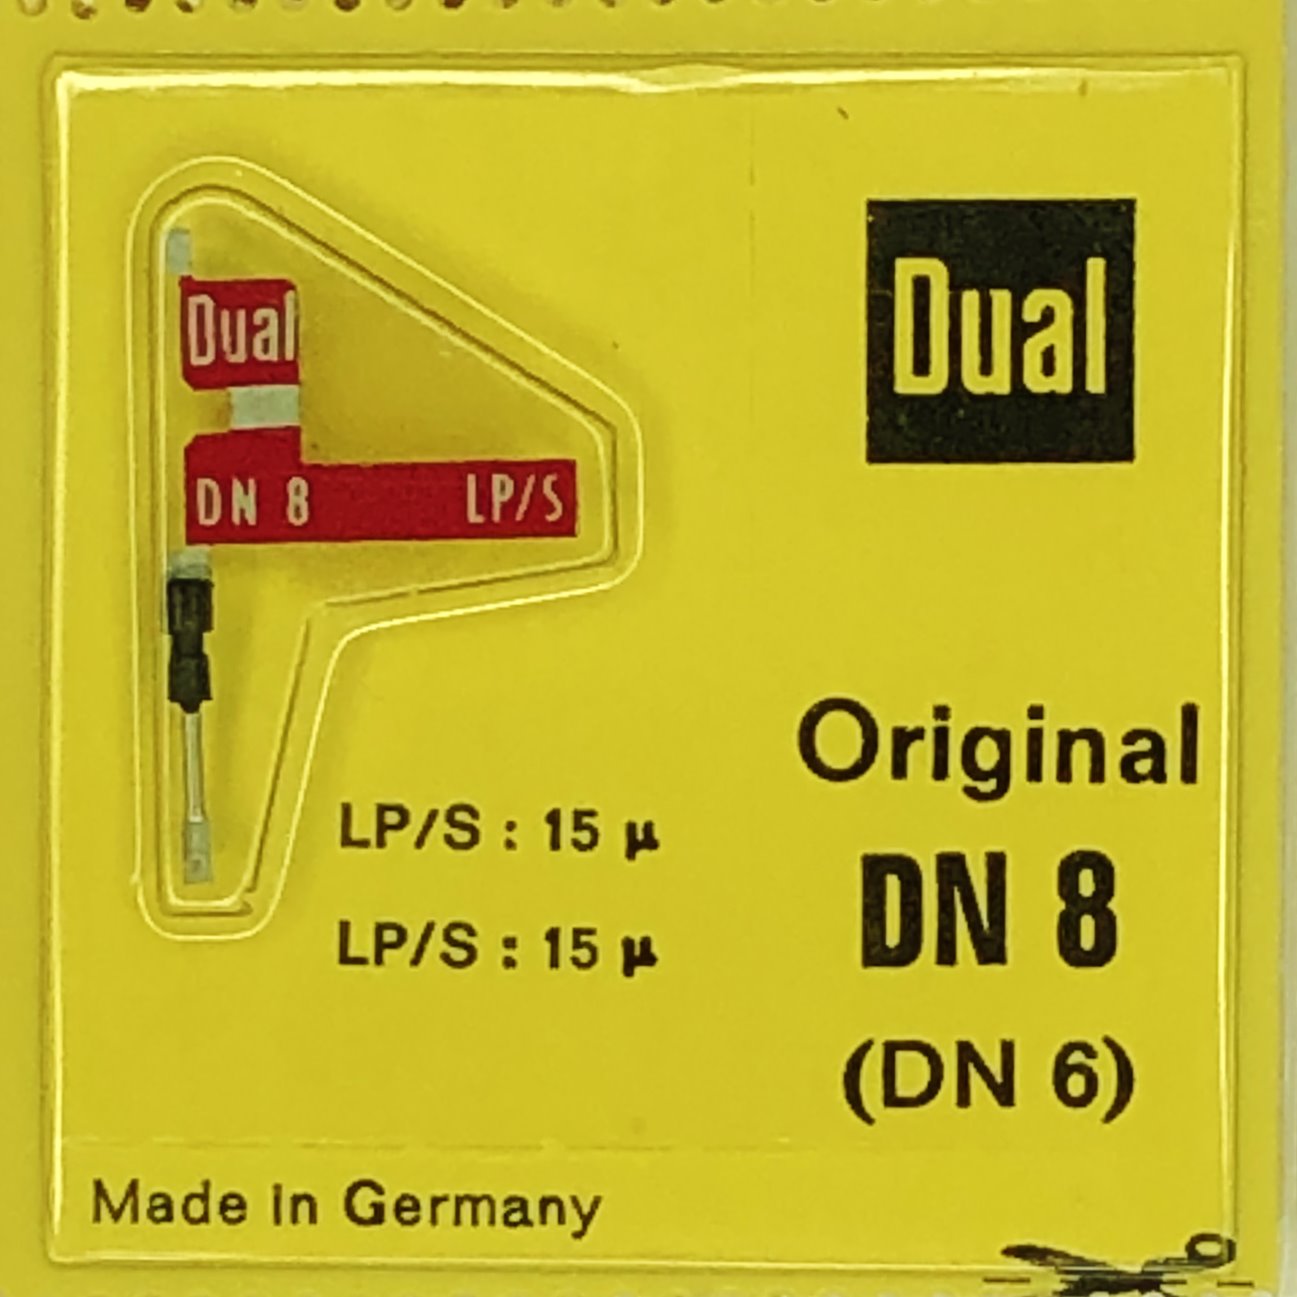 Dual
DN 8 LP/S
Dual
Original
DN 8
(DN 6)
LP/S : 15 µ
LP/S : 15 µ
Made in Germany